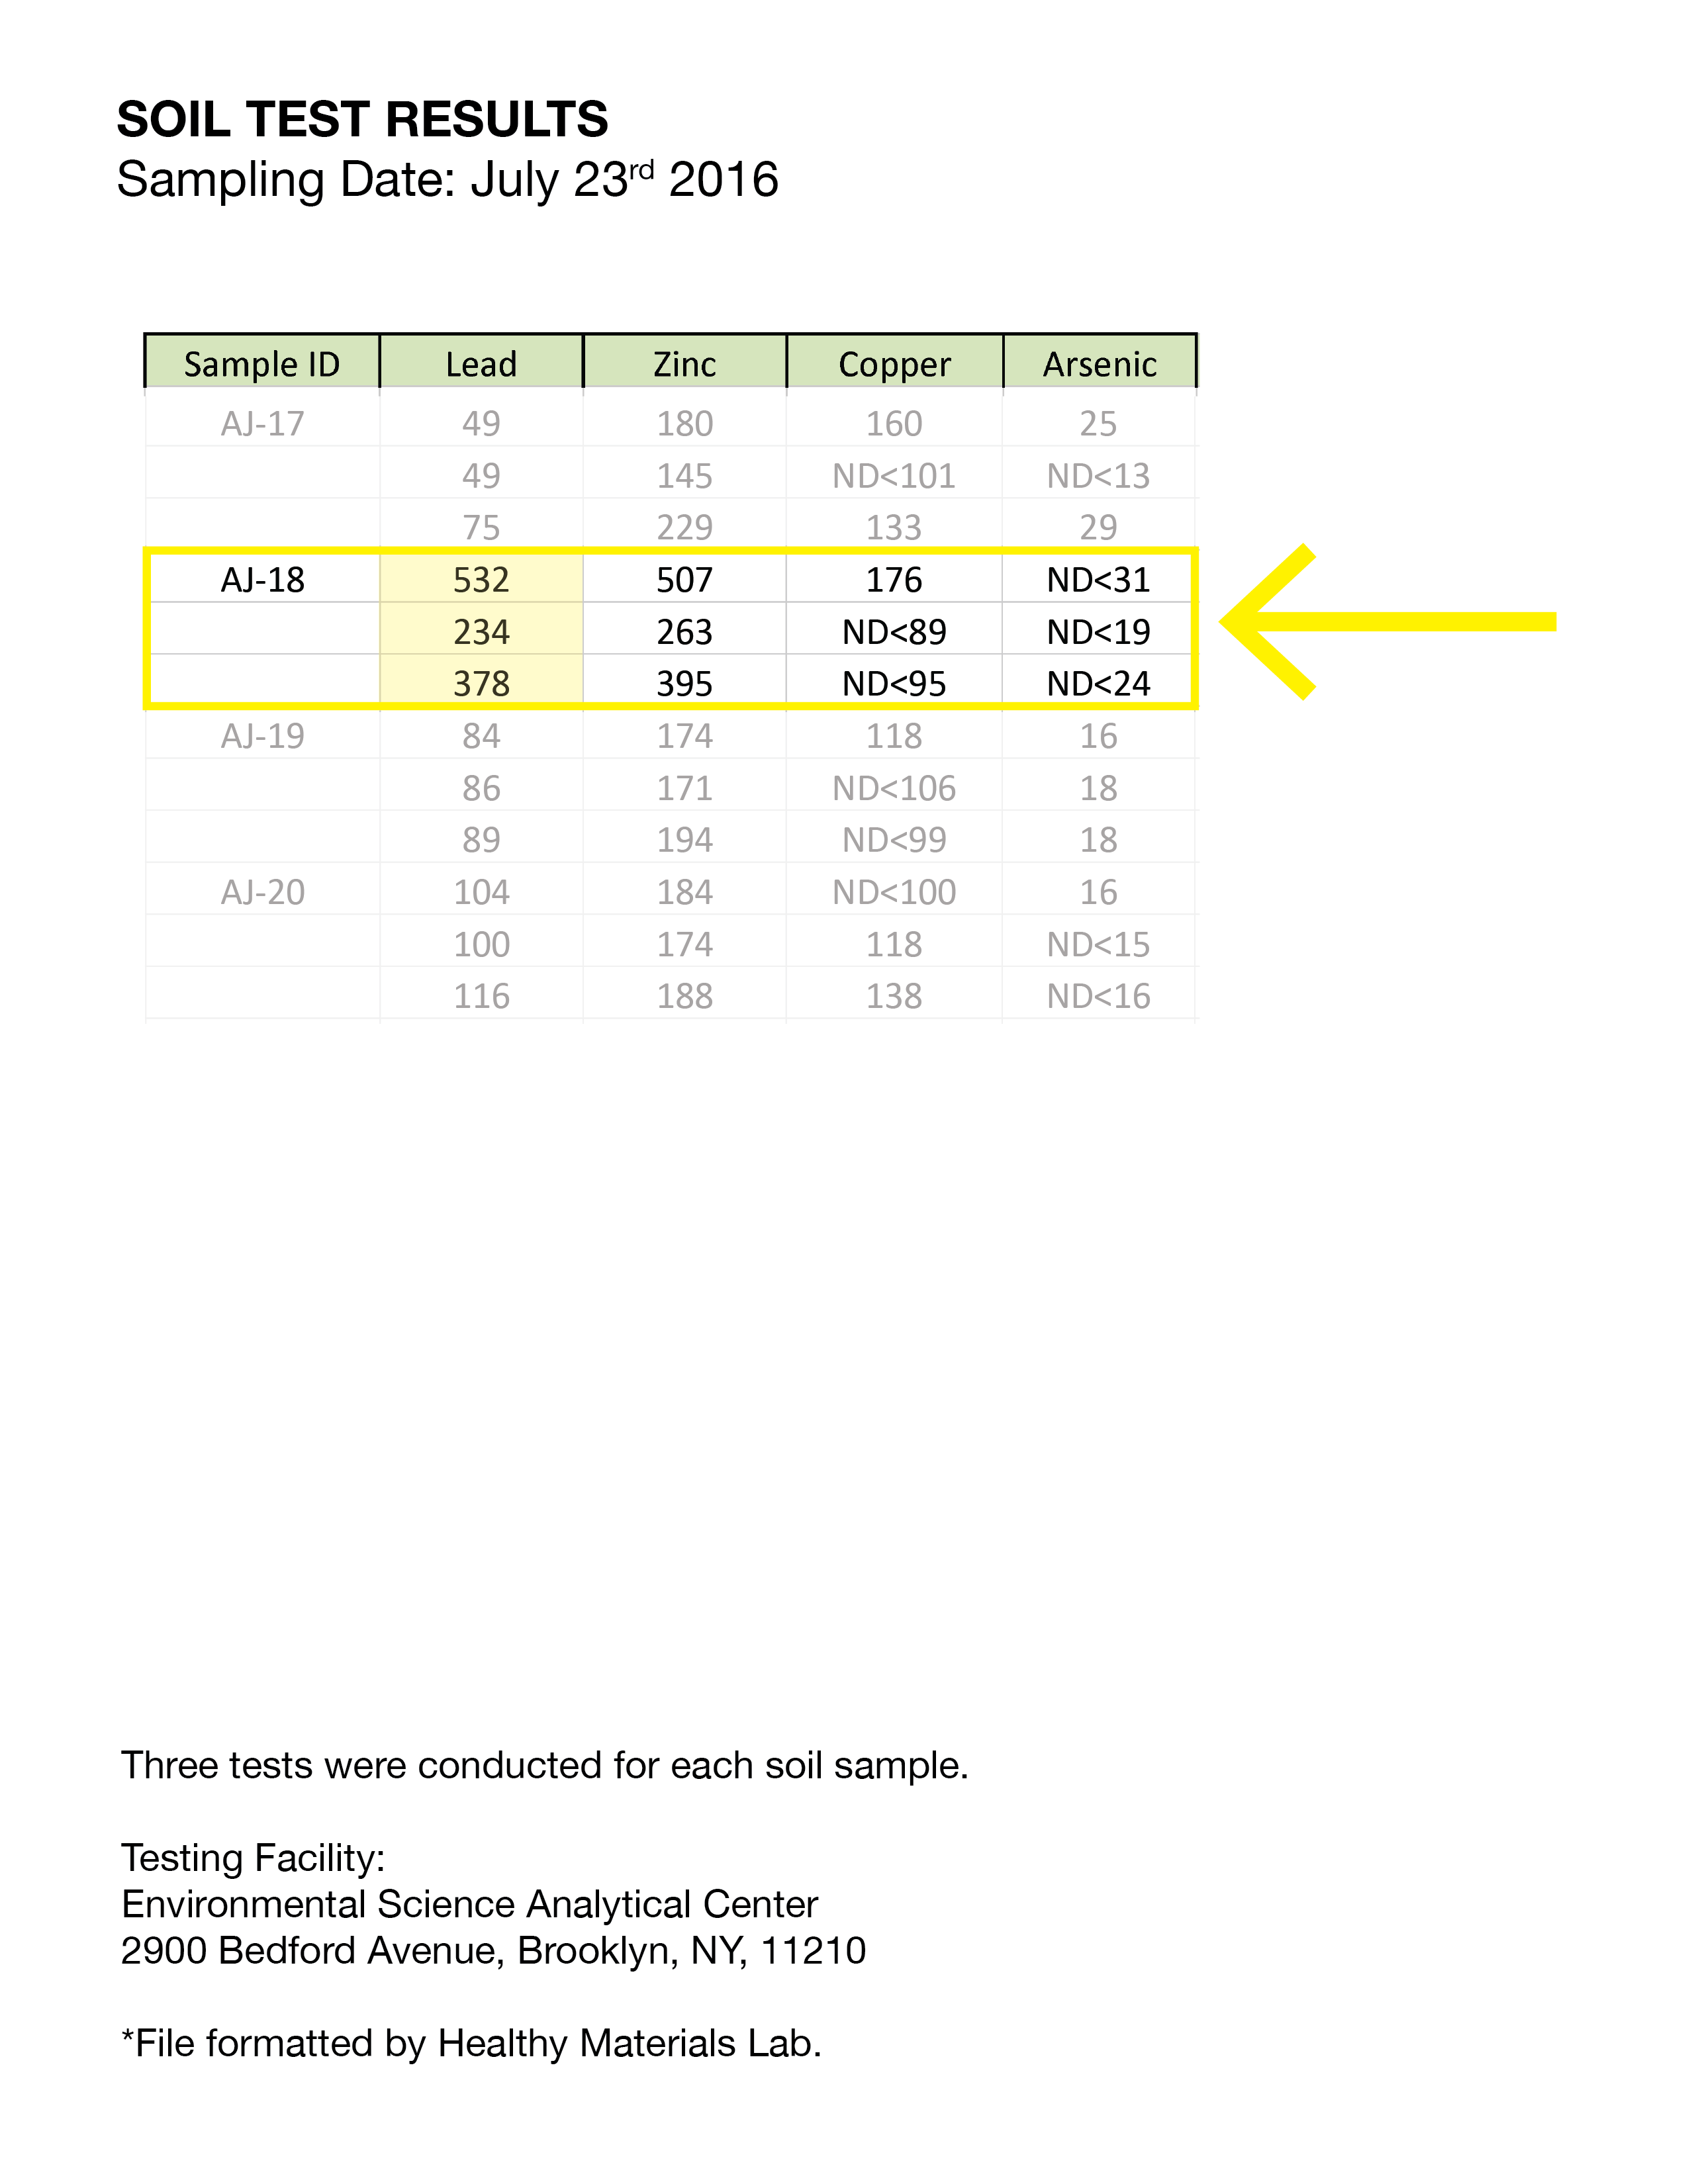 SOIL TEST RESULTS
Sampling Date: July 23rd 2016
Sample ID Lead Zinc Copper Arsenic
AJ-17 49 180 160 25
49 145 ND<101 ND<13
75 229 133 29
AJ-18 532 507 176 ND<31
234 263 ND<89 ND<19
378 395 ND<95 ND<24
AJ-19 84 174 118 16
86 171 ND<106 18
89 194 ND<99 18
AJ-20 104 184 ND<100 16
100 174 118 ND<15
116 188 138 ND<16
Three tests were conducted for each soil sample.
Testing Facility:
Environmental Science Analytical Center
2900 Bedford Avenue, Brooklyn, NY, 11210
*File formatted by Healthy Materials Lab.